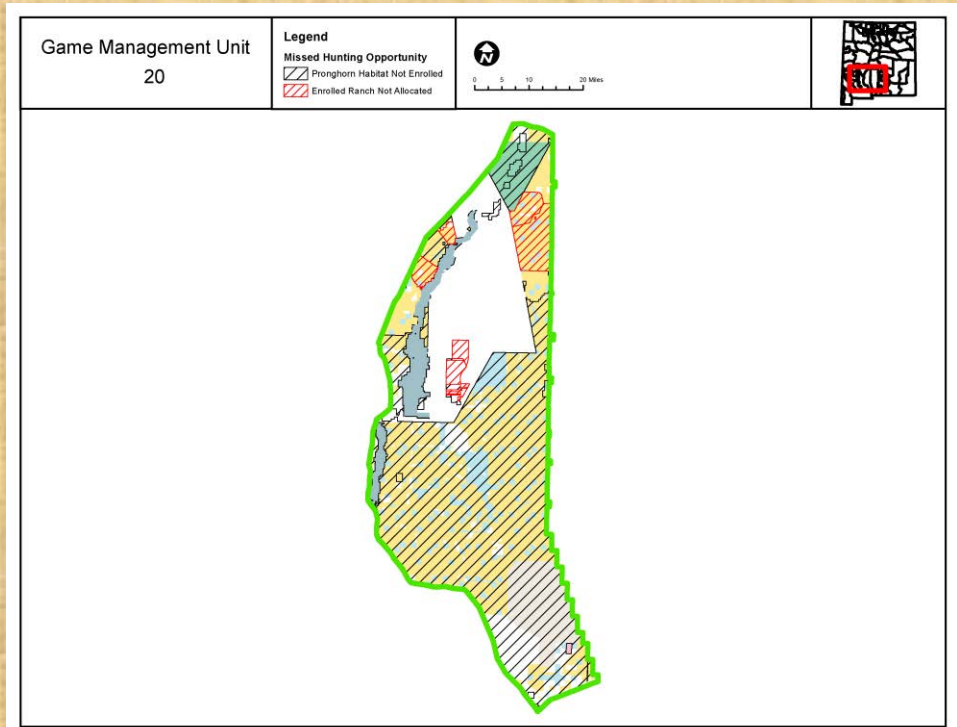 Game Management Unit
20
Legend
Missed Hunting Opportunity
Pronghorn Habitat Not Enrolled
Enrolled Ranch Not Allocated
N
0 5 10 20 Miles